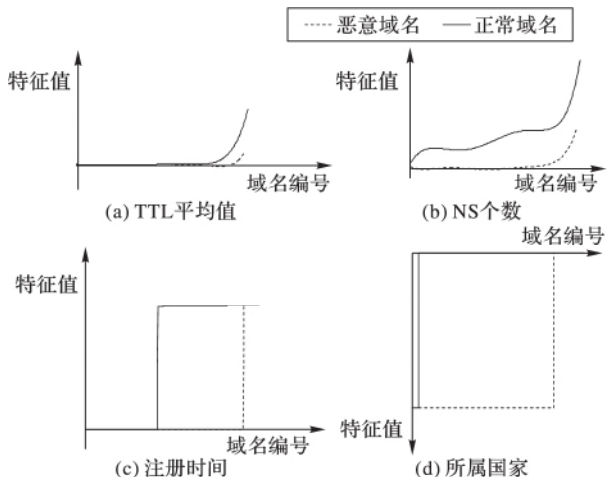 恶意域名 正常域名
特征值
域名编号
(a) TTL平均值
特征值
域名编号
(b) NS个数
特征值
域名编号
(c) 注册时间
域名编号
特征值
(d) 所属国家